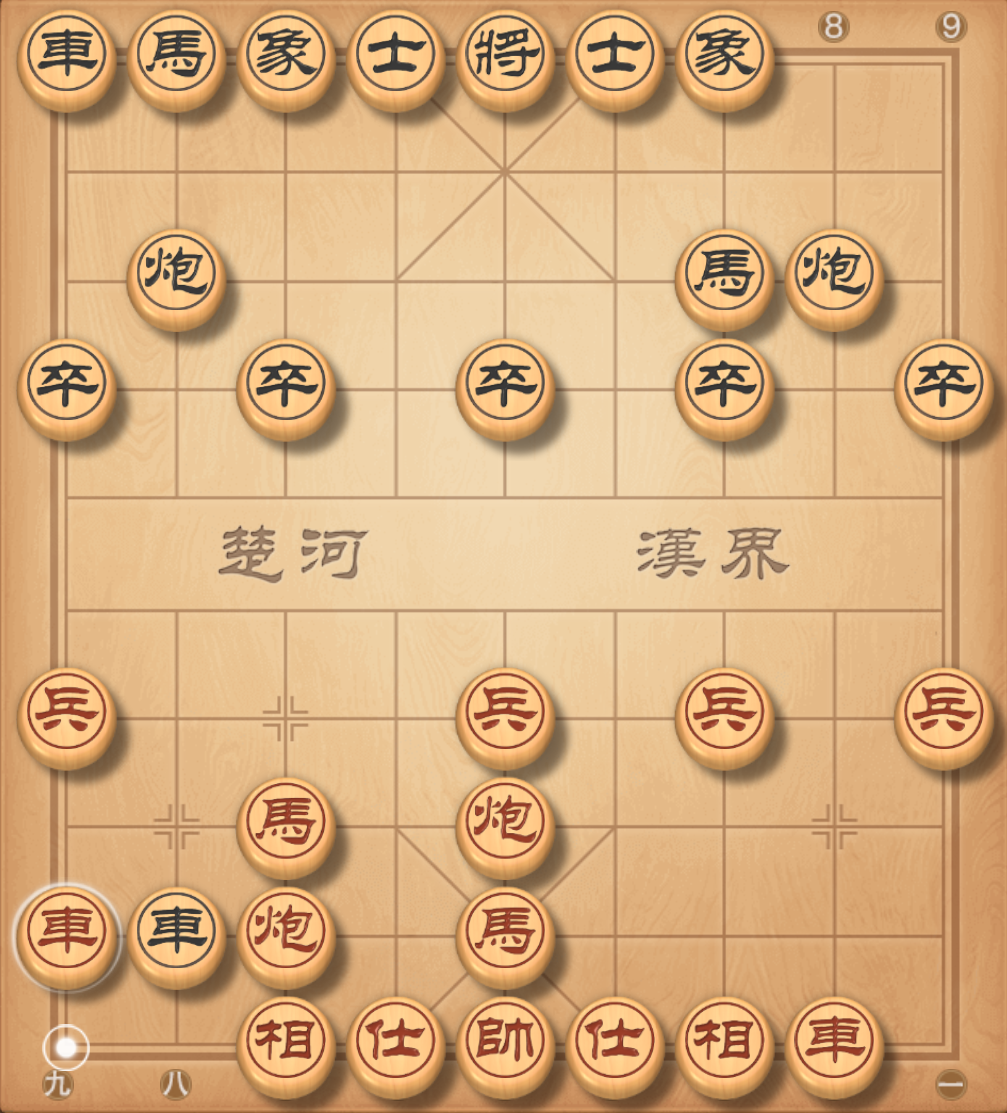 8 9
車 馬 象 士 將 士 象
炮 馬 炮
卒 卒 卒 卒 卒
楚河 漢界
兵 兵 兵 兵
馬 炮
車 車 炮 馬
相 仕 帥 仕 相 車
九 八 一